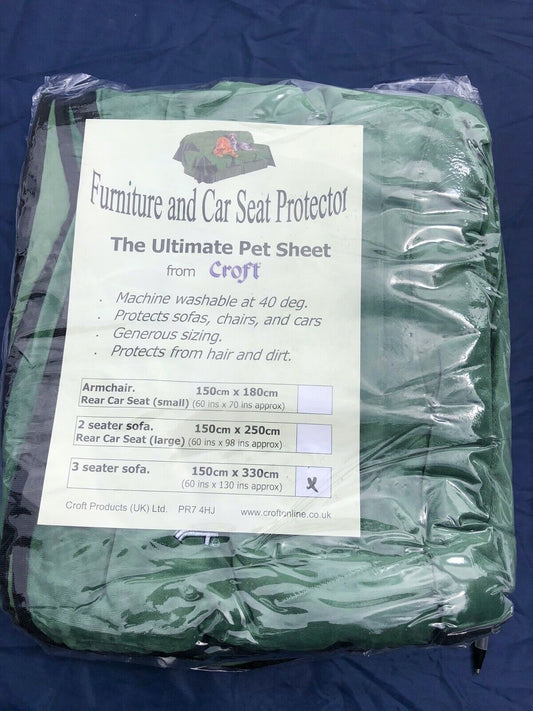 Furniture and Car Seat Protector
The Ultimate Pet Sheet
from Croft
. Machine washable at 40 deg.
. Protects sofas, chairs, and cars
. Generous sizing.
. Protects from hair and dirt.
Armchair. 150cm x 180cm
Rear Car Seat (small) (60 ins x 70 ins approx)
2 seater sofa. 150cm x 250cm
Rear Car Seat (large) (60 ins x 98 ins approx)
3 seater sofa. 150cm x 330cm
(60 ins x 130 ins approx) x
Croft Products (UK) Ltd. PR7 4HJ www.croftonline.co.uk